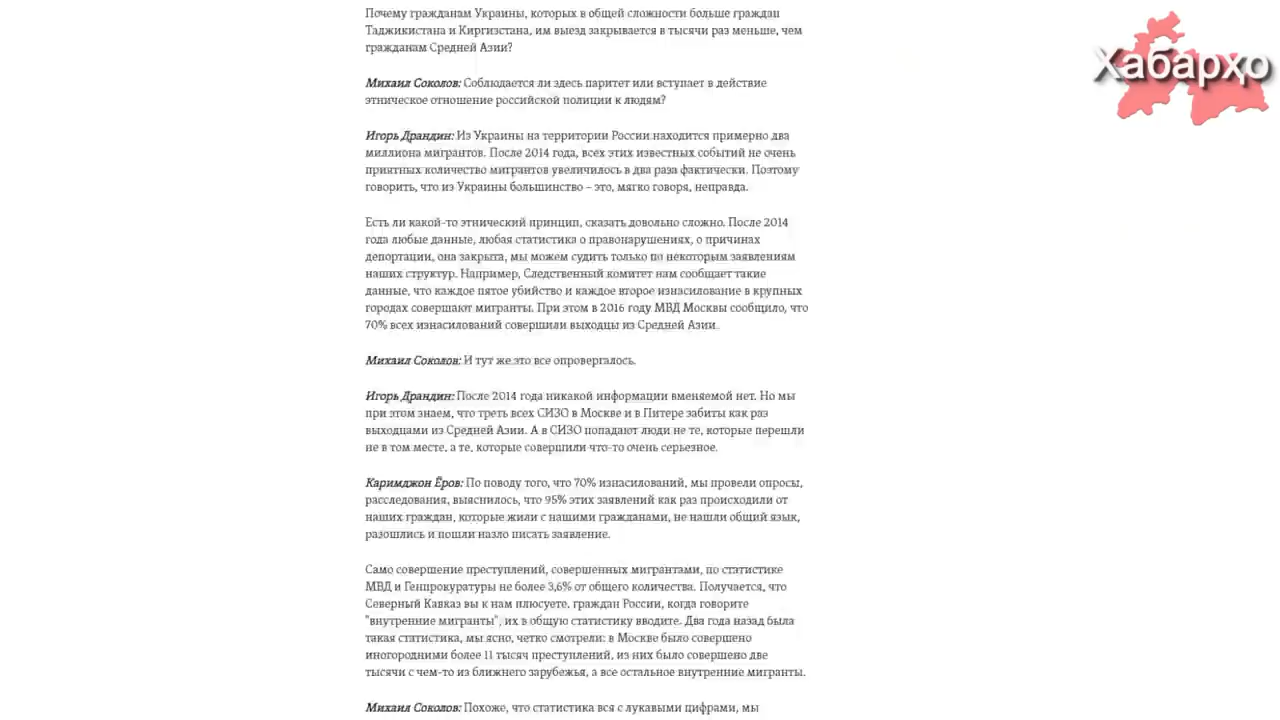 Почему гражданам Украины, которых в общей сложности больше граждан
Таджикистана и Киргизстана, им выезд закрывается в тысячи раз меньше, чем
гражданам Средней Азии?
Михаил Соколов: Соблюдается ли здесь паритет или вступает в действие
этническое отношение российской полиции к людям?
Игорь Драндин: Из Украины на территории России находится примерно два
миллиона мигрантов. После 2014 года, всех этих известных событий не очень
приятных количество мигрантов увеличилось в два раза фактически. Поэтому
говорить, что из Украины большинство – это, мягко говоря, неправда.
Есть ли какой-то этнический принцип, сказать довольно сложно. После 2014
года любые данные, любая статистика о правонарушениях, о причинах
депортации, она закрыта, мы можем судить только по некоторым заявлениям
наших структур. Например, Следственный комитет нам сообщает такие
данные, что каждое пятое убийство и каждое второе изнасилование в крупных
городах совершают мигранты. При этом в 2016 году МВД Москвы сообщило, что
70% всех изнасилований совершили выходцы из Средней Азии.
Михаил Соколов: И тут же это все опровергалось.
Игорь Драндин: После 2014 года никакой информации вменяемой нет. Но мы
при этом знаем, что треть всех СИЗО в Москве и в Питере забиты как раз
выходцами из Средней Азии. А в СИЗО попадают люди не те, которые перешли
не в том месте, а те, которые совершили что-то очень серьезное.
Каримджон Ёров: По поводу того, что 70% изнасилований, мы провели опросы,
расследования, выяснилось, что 95% этих заявлений как раз происходили от
наших граждан, которые жили с нашими гражданами, не нашли общий язык,
разошлись и пошли назло писать заявление.
Само совершение преступлений, совершенных мигрантами, по статистике
МВД и Генпрокуратуры не более 3,6% от общего количества. Получается, что
Северный Кавказ вы к нам плюсуете, граждан России, когда говорите
"внутренние мигранты", их в общую статистику вводите. Два года назад была
такая статистика, мы ясно, четко смотрели: в Москве было совершено
иногородними более 11 тысяч преступлений, из них было совершено две
тысячи с чем-то из ближнего зарубежья, а все остальное внутренние мигранты.
Михаил Соколов: Похоже, что статистика вся с лукавыми цифрами, мы
Хабарҳо